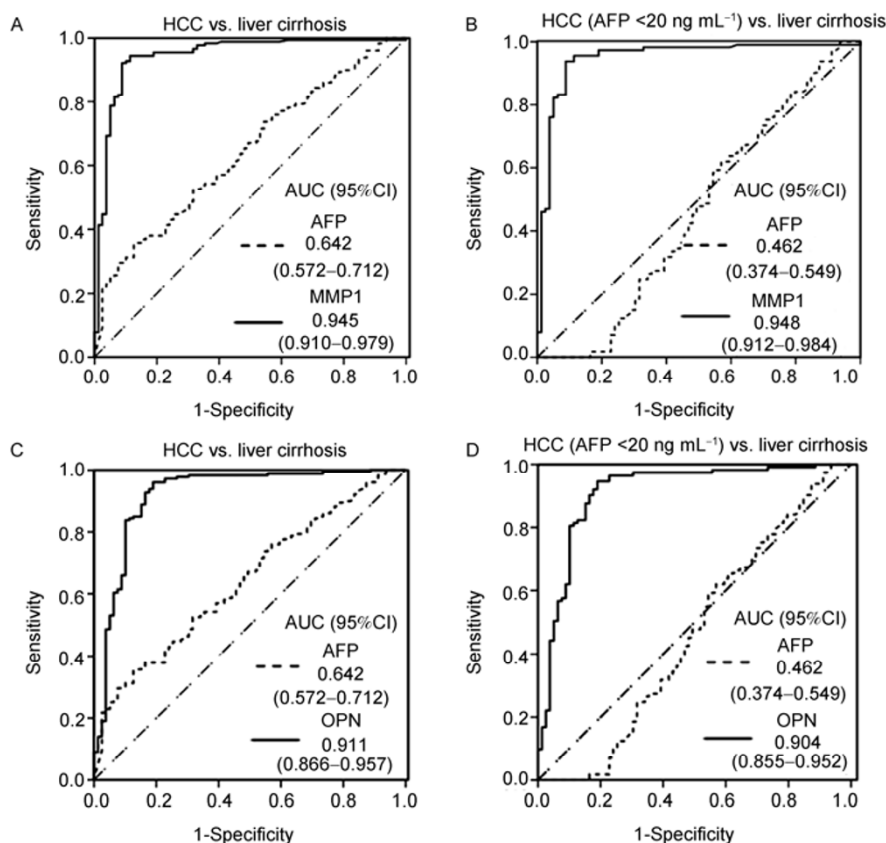 A
HCC vs. liver cirrhosis
Sensitivity
1.0
0.8
0.6
0.4
0.2
0.0
AUC (95%CI)
AFP
0.642
(0.572–0.712)
MMP1
0.945
(0.910–0.979)
0.0 0.2 0.4 0.6 0.8 1.0
1-Specificity
B
HCC (AFP <20 ng mL⁻¹) vs. liver cirrhosis
Sensitivity
1.0
0.8
0.6
0.4
0.2
0.0
AUC (95%CI)
AFP
0.462
(0.374–0.549)
MMP1
0.948
(0.912–0.984)
0.0 0.2 0.4 0.6 0.8 1.0
1-Specificity
C
HCC vs. liver cirrhosis
Sensitivity
1.0
0.8
0.6
0.4
0.2
0.0
AUC (95%CI)
AFP
0.642
(0.572–0.712)
OPN
0.911
(0.866–0.957)
0.0 0.2 0.4 0.6 0.8 1.0
1-Specificity
D
HCC (AFP <20 ng mL⁻¹) vs. liver cirrhosis
Sensitivity
1.0
0.8
0.6
0.4
0.2
0.0
AUC (95%CI)
AFP
0.462
(0.374–0.549)
OPN
0.904
(0.855–0.952)
0.0 0.2 0.4 0.6 0.8 1.0
1-Specificity